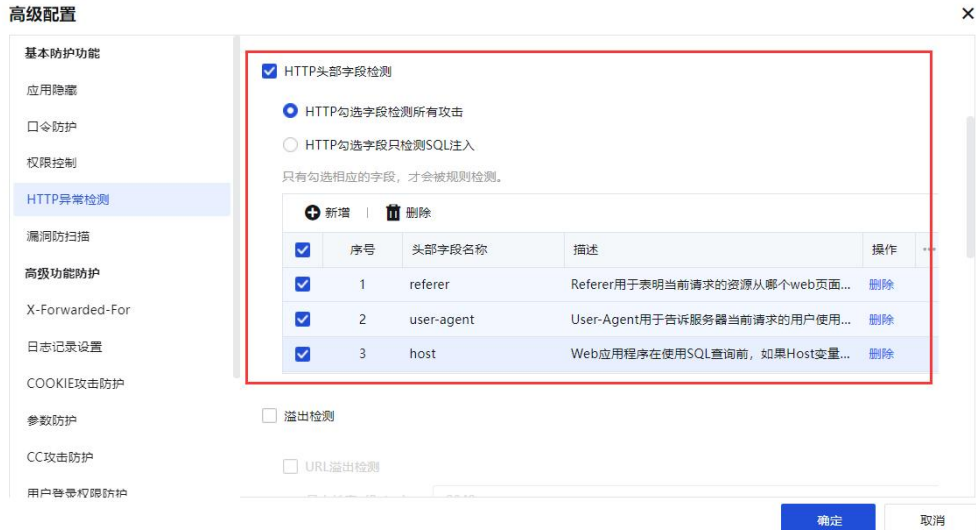 高级配置
基本防护功能
应用隐藏
口令防护
权限控制
HTTP异常检测
漏洞防扫描
高级功能防护
X-Forwarded-For
日志记录设置
COOKIE攻击防护
参数防护
CC攻击防护
用户登录权限防护
HTTP头部字段检测
HTTP勾选字段检测所有攻击
HTTP勾选字段只检测SQL注入
只有勾选相应的字段，才会被规则检测。
新增 | 删除
序号 头部字段名称 描述 操作
1 referer Referer用于表明当前请求的资源从哪个web页面... 删除
2 user-agent User-Agent用于告诉服务器当前请求的用户使用... 删除
3 host Web应用程序在使用SQL查询前，如果Host变量... 删除
溢出检测
URL溢出检测
确定 取消